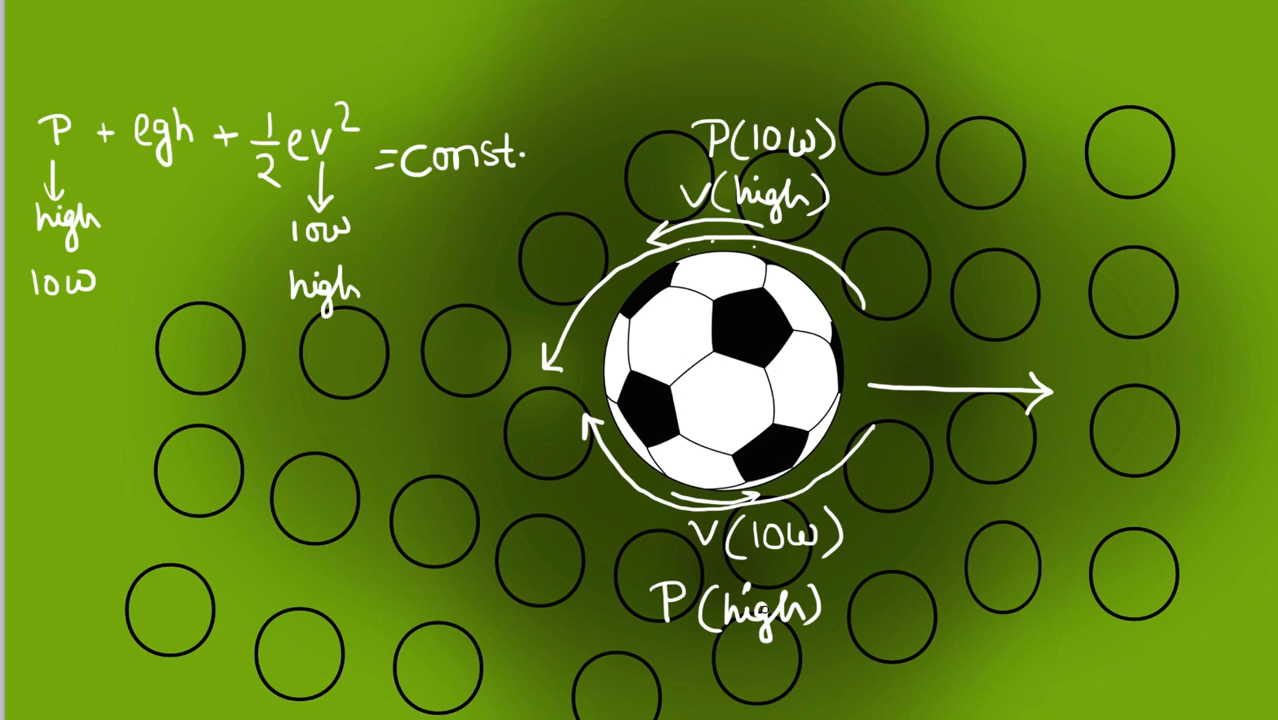 P + ρgh + 1/2 ρv² = const.
high
low
low
high
P(low)
v(high)
v(low)
P(high)